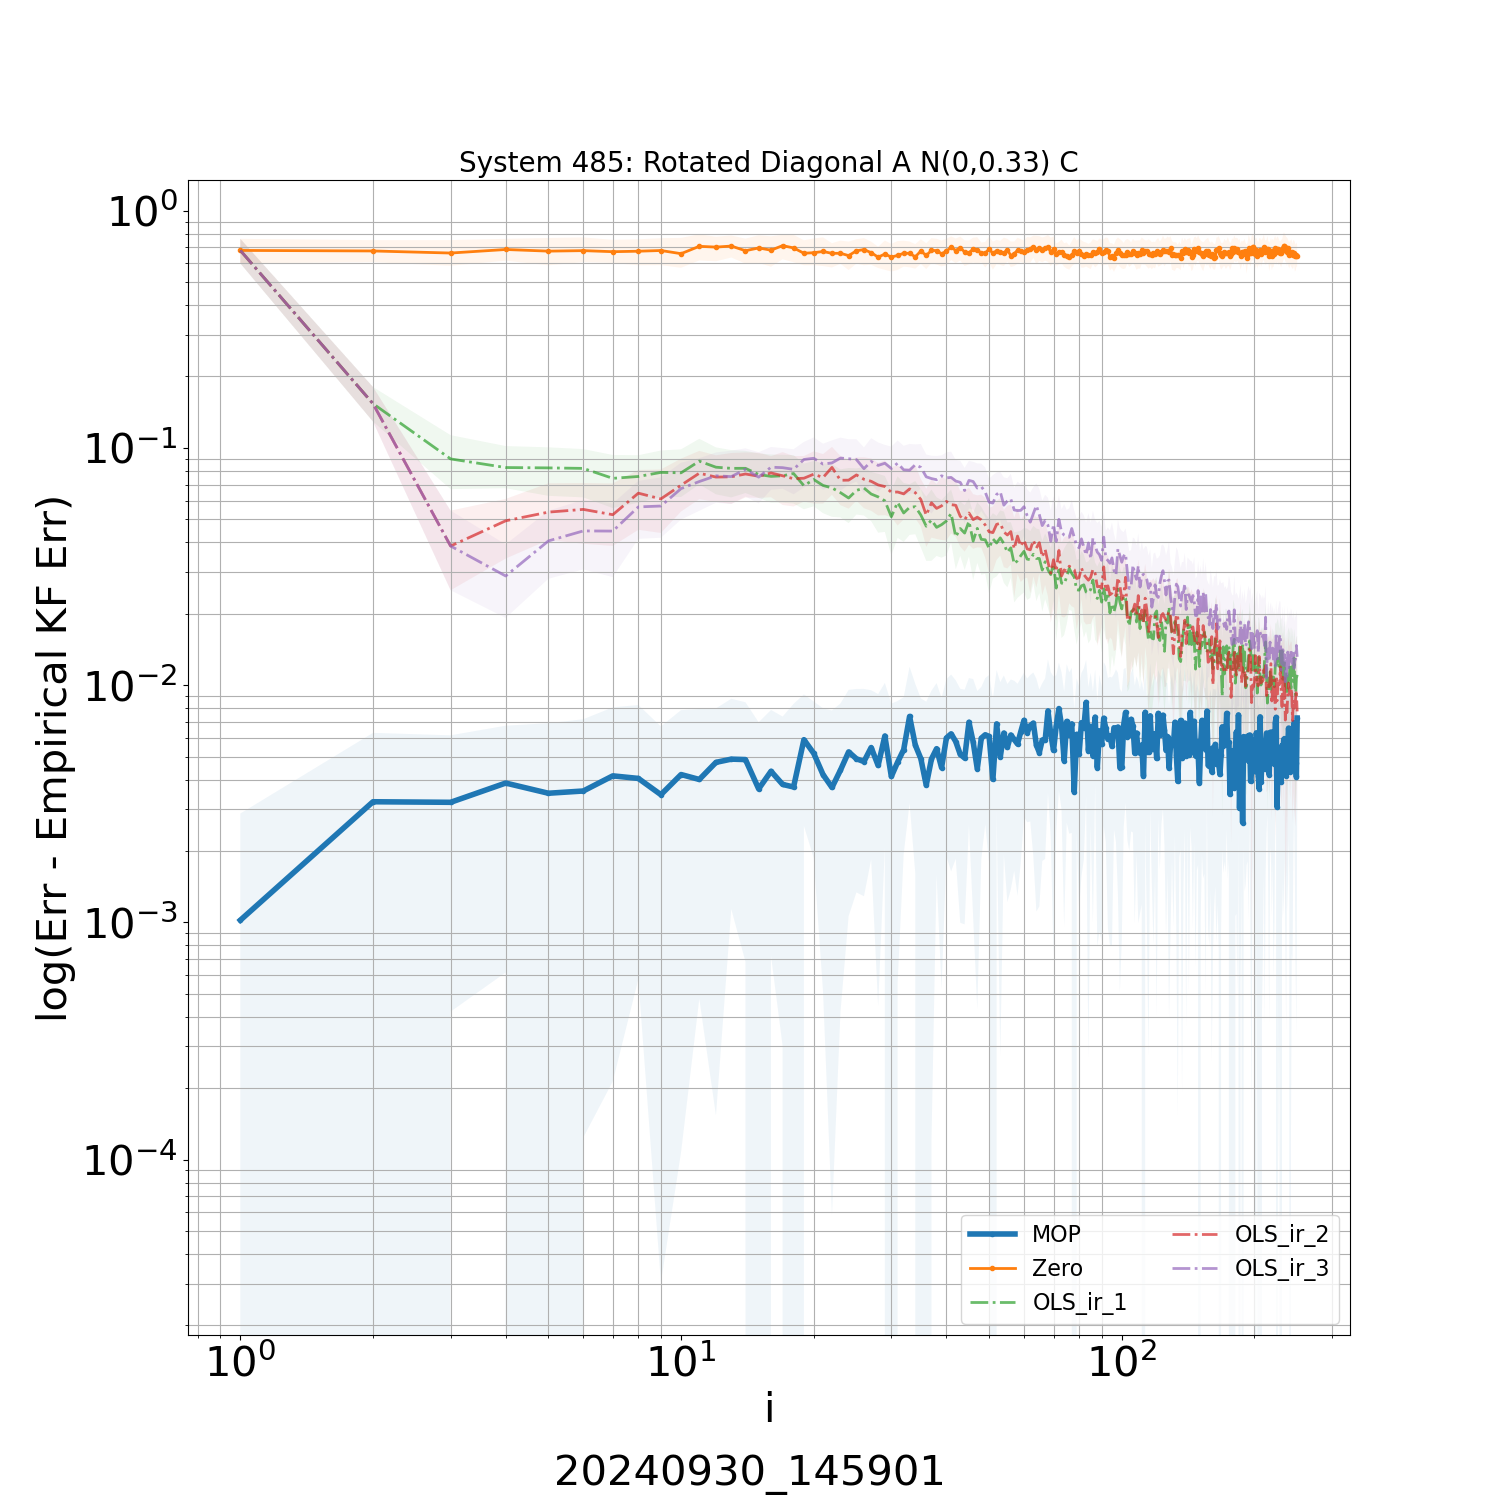 System 485: Rotated Diagonal A N(0,0.33) C
log(Err - Empirical KF Err)
10⁰
10⁻¹
10⁻²
10⁻³
10⁻⁴
MOP
Zero
OLS_ir_1
OLS_ir_2
OLS_ir_3
10⁰ 10¹ 10²
i
20240930_145901